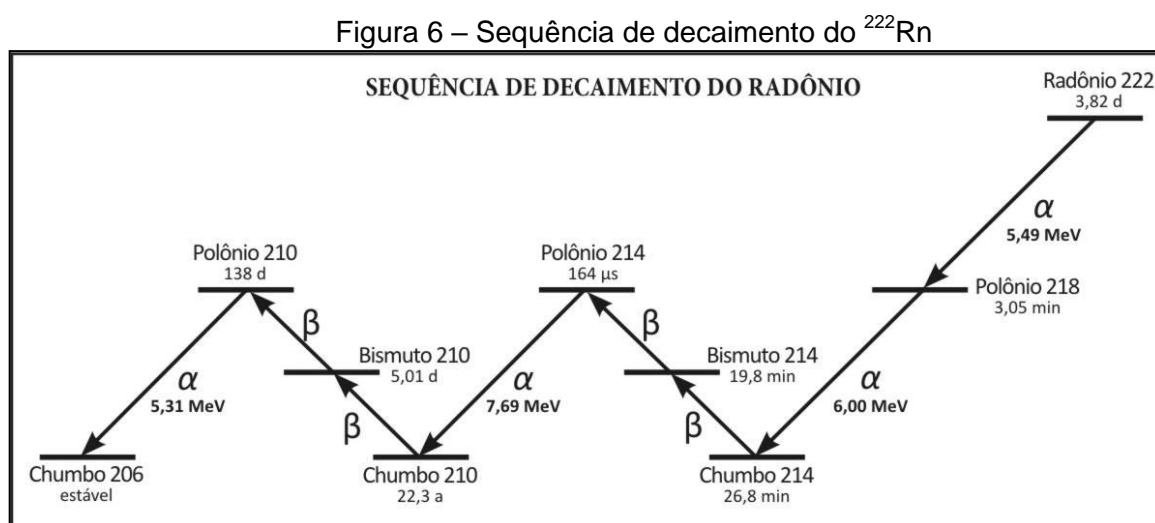 Figura 6 – Sequência de decaimento do ²²²Rn
SEQUÊNCIA DE DECAIMENTO DO RADÔNIO
Radônio 222
3,82 d
α
5,49 MeV
Polônio 210
138 d
Polônio 214
164 μs
Polônio 218
3,05 min
β
β
Bismuto 210
5,01 d
Bismuto 214
19,8 min
α
5,31 MeV
α
7,69 MeV
α
6,00 MeV
β
β
Chumbo 206
estável
Chumbo 210
22,3 a
Chumbo 214
26,8 min